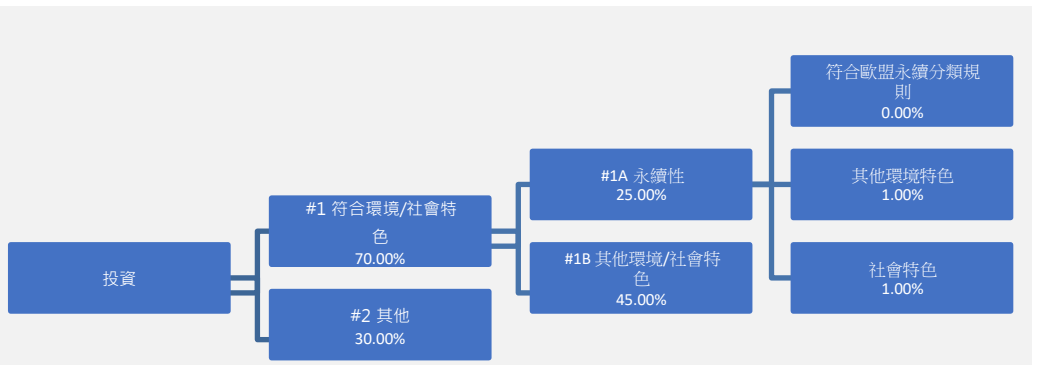 投資
#1 符合環境/社會特
色
70.00%
#2 其他
30.00%
#1A 永續性
25.00%
#1B 其他環境/社會特
色
45.00%
符合歐盟永續分類規
則
0.00%
其他環境特色
1.00%
社會特色
1.00%